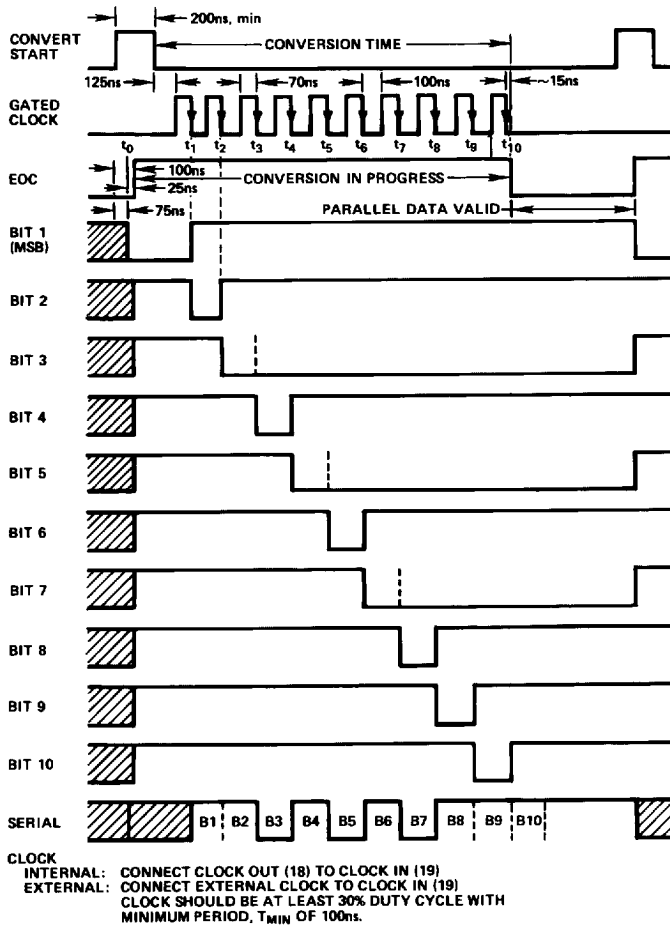 200ns, min
CONVERT START
CONVERSION TIME
125ns
70ns
100ns
~15ns
GATED CLOCK
t0 t1 t2 t3 t4 t5 t6 t7 t8 t9 t10
EOC
100ns
25ns
CONVERSION IN PROGRESS
75ns
PARALLEL DATA VALID
BIT 1
(MSB)
BIT 2
BIT 3
BIT 4
BIT 5
BIT 6
BIT 7
BIT 8
BIT 9
BIT 10
SERIAL
B1 B2 B3 B4 B5 B6 B7 B8 B9 B10
CLOCK
INTERNAL: CONNECT CLOCK OUT (18) TO CLOCK IN (19)
EXTERNAL: CONNECT EXTERNAL CLOCK TO CLOCK IN (19)
CLOCK SHOULD BE AT LEAST 30% DUTY CYCLE WITH
MINIMUM PERIOD, TMIN OF 100ns.